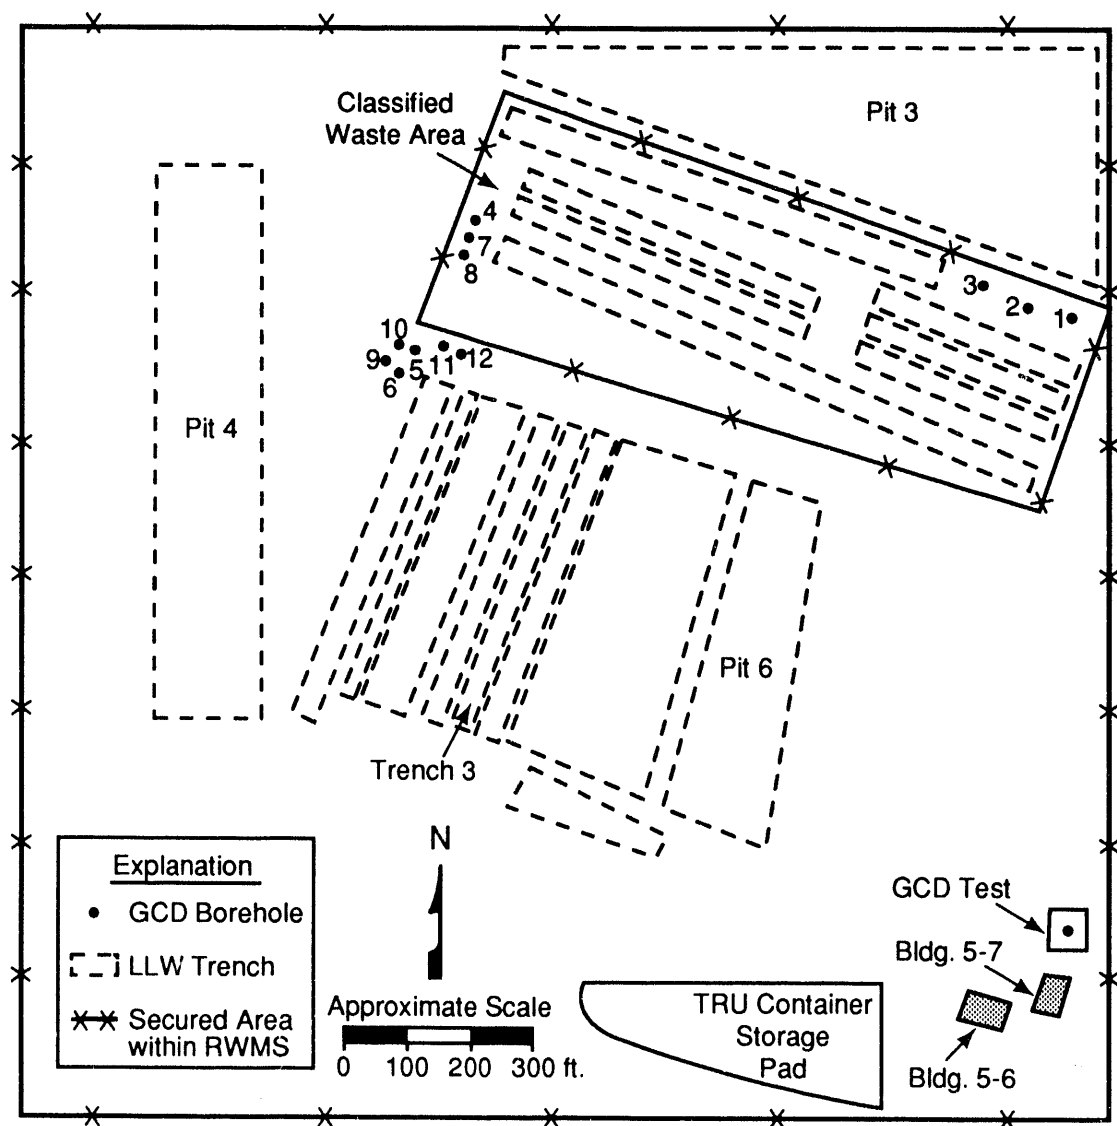 Classified
Waste Area
Pit 3
4
7
8
3
2
1
10
9
5
11
12
6
Pit 4
Pit 6
Trench 3
Explanation
GCD Borehole
LLW Trench
Secured Area
within RWMS
N
Approximate Scale
0 100 200 300 ft.
GCD Test
Bldg. 5-7
TRU Container
Storage
Pad
Bldg. 5-6